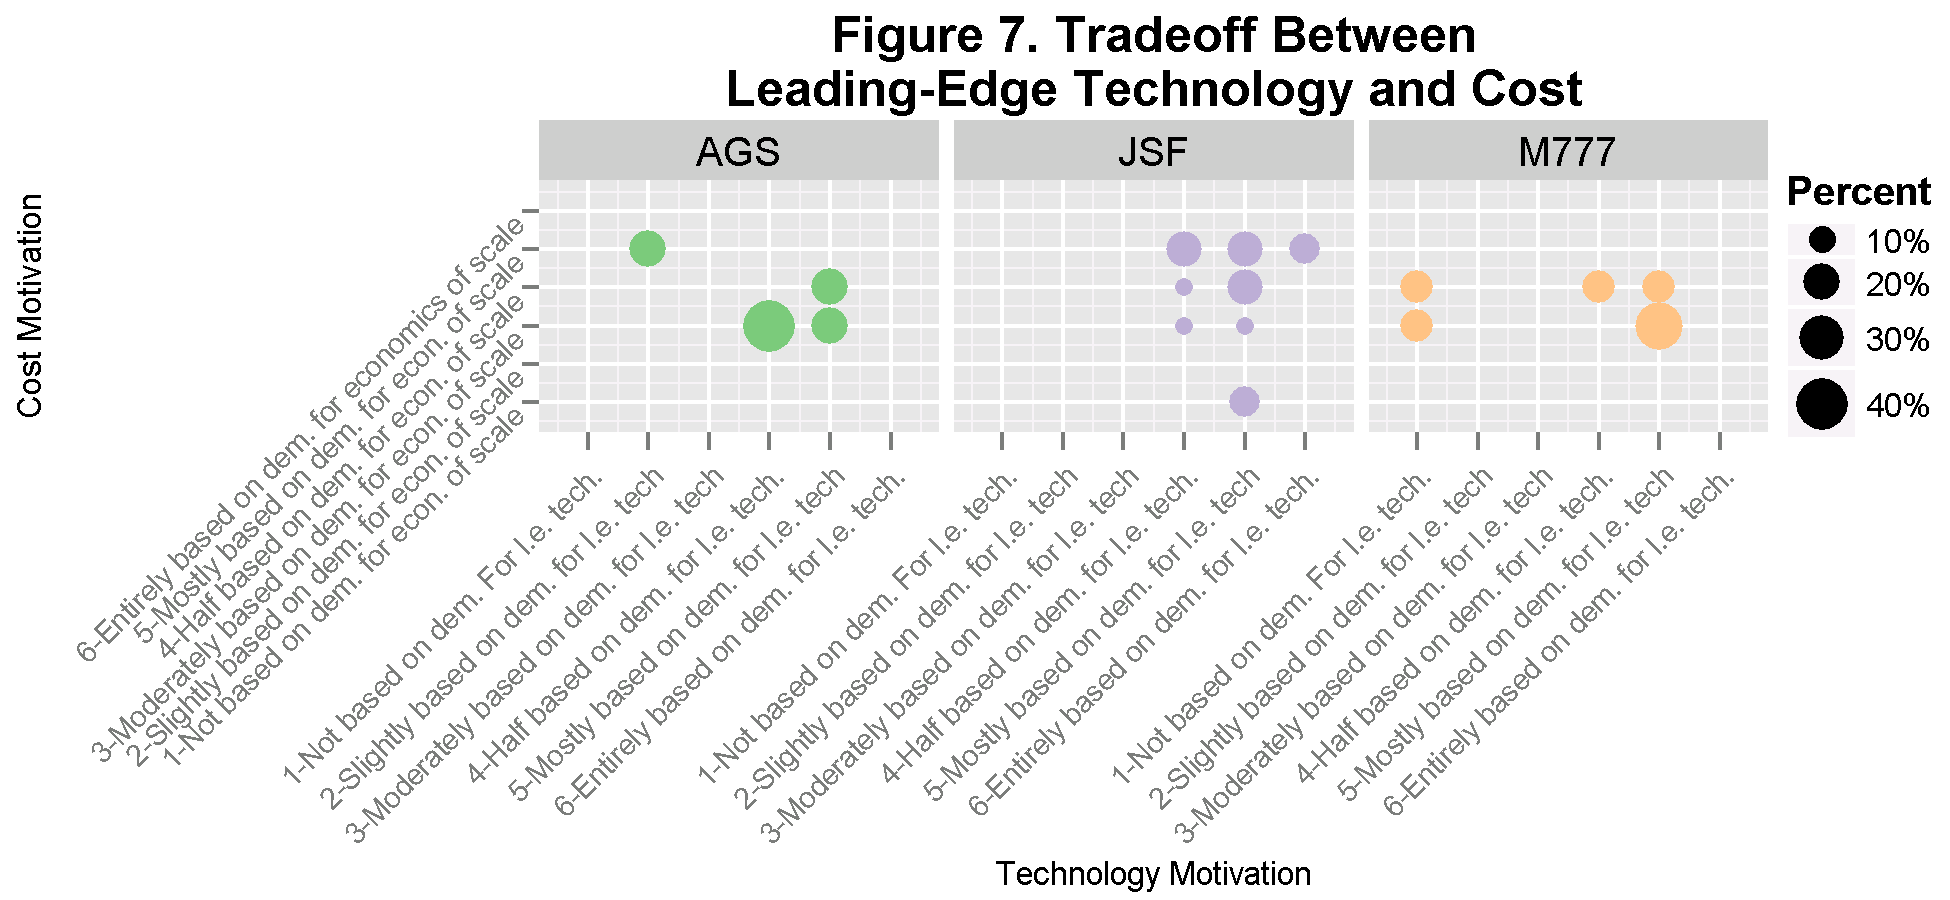 Figure 7. Tradeoff Between
Leading-Edge Technology and Cost
AGS
JSF
M777
Cost Motivation
6-Entirely based on dem. for economics of scale
5-Mostly based on dem. for econ. of scale
4-Half based on dem. for econ. of scale
3-Moderately based on dem. for econ. of scale
2-Slightly based on dem. for econ. of scale
1-Not based on dem. for econ. of scale
Percent
10%
20%
30%
40%
1-Not based on dem. For l.e. tech.
2-Slightly based on dem. for l.e. tech
3-Moderately based on dem. for l.e. tech
4-Half based on dem. for l.e. tech.
5-Mostly based on dem. for l.e. tech
6-Entirely based on dem. for l.e. tech.
1-Not based on dem. For l.e. tech.
2-Slightly based on dem. for l.e. tech
3-Moderately based on dem. for l.e. tech
4-Half based on dem. for l.e. tech.
5-Mostly based on dem. for l.e. tech
6-Entirely based on dem. for l.e. tech.
1-Not based on dem. For l.e. tech.
2-Slightly based on dem. for l.e. tech
3-Moderately based on dem. for l.e. tech
4-Half based on dem. for l.e. tech.
5-Mostly based on dem. for l.e. tech
6-Entirely based on dem. for l.e. tech.
Technology Motivation